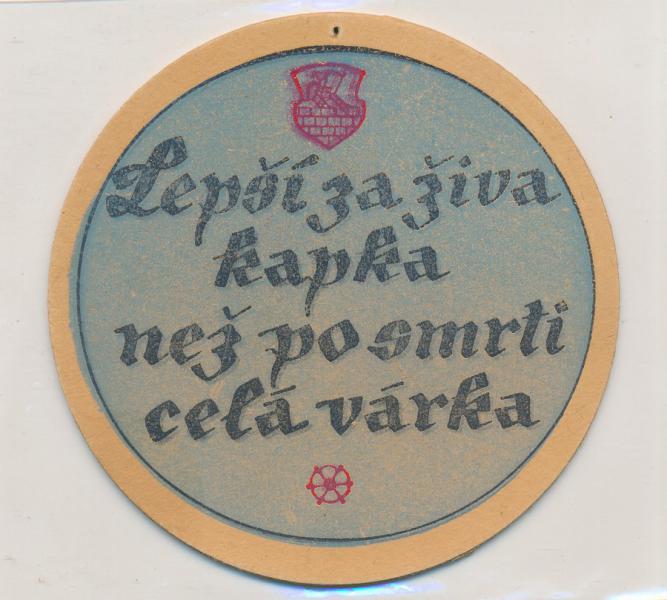 Lepší za živa
kapka
než po smrti
celá várka